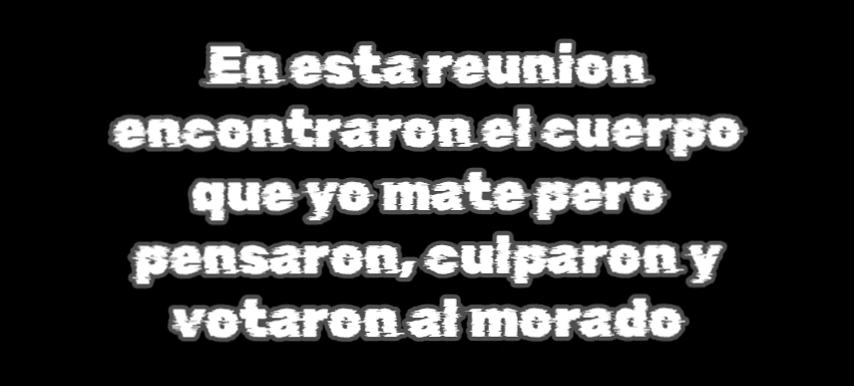 En esta reunion
encontraron el cuerpo
que yo mate pero
pensaron, culparon y
votaron al morado